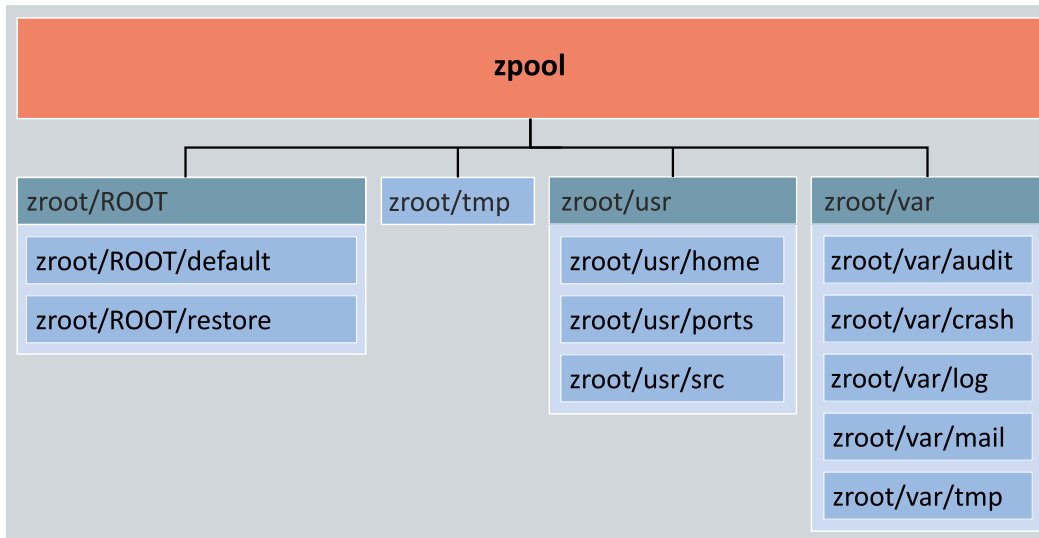 zpool
zroot/ROOT
zroot/ROOT/default
zroot/ROOT/restore
zroot/tmp
zroot/usr
zroot/usr/home
zroot/usr/ports
zroot/usr/src
zroot/var
zroot/var/audit
zroot/var/crash
zroot/var/log
zroot/var/mail
zroot/var/tmp